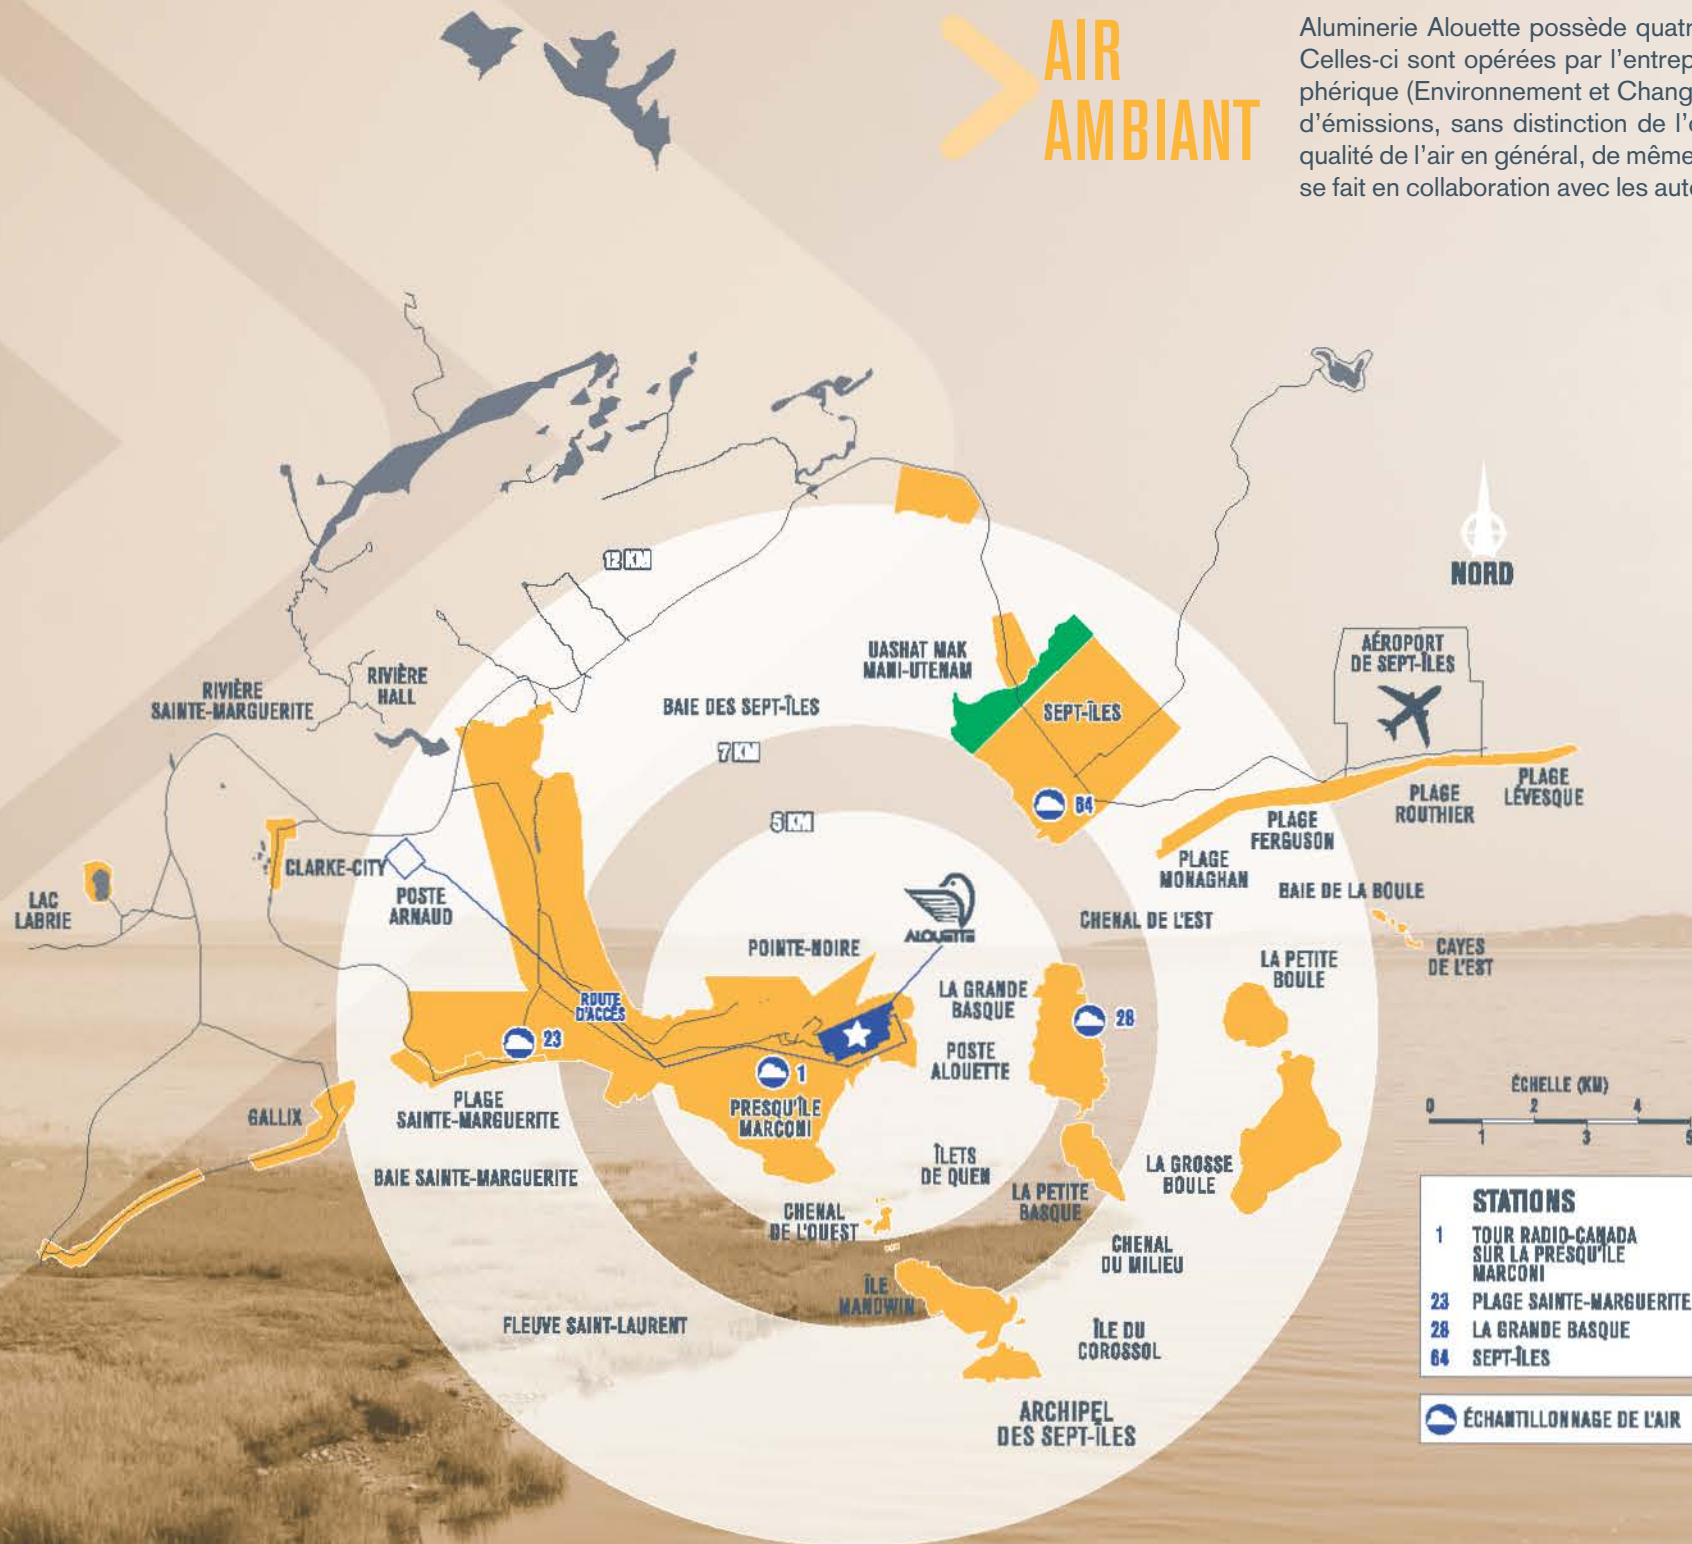 AIR
AMBIANT
Aluminerie Alouette possède quatr
Celles-ci sont opérées par l'entrep
phérique (Environnement et Chang
d'émissions, sans distinction de l'
qualité de l'air en général, de même
se fait en collaboration avec les aut
12 KM
NORD
UASHAT MAK
MANI-UTENAM
AÉROPORT
DE SEPT-ÎLES
RIVIÈRE
HALL
RIVIÈRE
SAINTE-MARGUERITE
BAIE DES SEPT-ÎLES
SEPT-ÎLES
7 KM
PLAGE
LÉVESQUE
PLAGE
ROUTHIER
64
5 KM
PLAGE
FERGUSON
PLAGE
MONAGHAN
CLARKE-CITY
BAIE DE LA BOULE
POSTE
ARNAUD
LAC
LABRIE
CHENAL DE L'EST
ALOUETTE
POINTE-NOIRE
CAYES
DE L'EST
LA PETITE
BOULE
LA GRANDE
BASQUE
ROUTE
D'ACCÈS
28
23
POSTE
ALOUETTE
1
ÉCHELLE (KM)
0 2 4
1 3 5
PLAGE
SAINTE-MARGUERITE
GALLIX
PRESQU'ÎLE
MARCONI
ÎLETS
DE QUEN
LA GROSSE
BOULE
BAIE SAINTE-MARGUERITE
LA PETITE
BASQUE
CHENAL
DE L'OUEST
CHENAL
DU MILIEU
ÎLE
MANOWIN
FLEUVE SAINT-LAURENT
ÎLE DU
COROSSOL
ARCHIPEL
DES SEPT-ÎLES
STATIONS
1 TOUR RADIO-CANADA
SUR LA PRESQU'ÎLE
MARCONI
23 PLAGE SAINTE-MARGUERITE
28 LA GRANDE BASQUE
64 SEPT-ÎLES
ÉCHANTILLONNAGE DE L'AIR